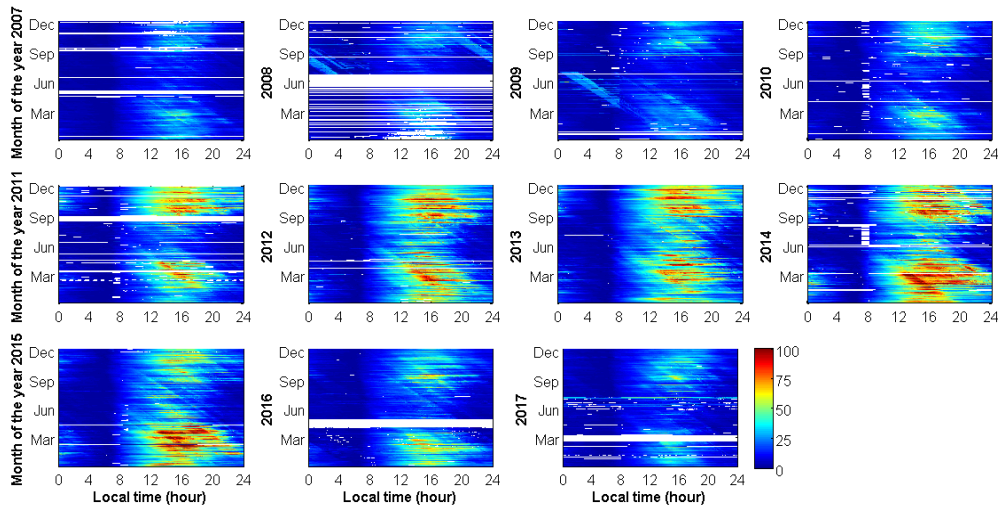 Month of the year 2007
Dec
Sep
Jun
Mar
0 4 8 12 16 20 24
2008
Dec
Sep
Jun
Mar
0 4 8 12 16 20 24
2009
Dec
Sep
Jun
Mar
0 4 8 12 16 20 24
2010
Dec
Sep
Jun
Mar
0 4 8 12 16 20 24
Month of the year 2011
Dec
Sep
Jun
Mar
0 4 8 12 16 20 24
2012
Dec
Sep
Jun
Mar
0 4 8 12 16 20 24
2013
Dec
Sep
Jun
Mar
0 4 8 12 16 20 24
2014
Dec
Sep
Jun
Mar
0 4 8 12 16 20 24
Month of the year 2015
Dec
Sep
Jun
Mar
0 4 8 12 16 20 24
Local time (hour)
2016
Dec
Sep
Jun
Mar
0 4 8 12 16 20 24
Local time (hour)
2017
Dec
Sep
Jun
Mar
0 4 8 12 16 20 24
Local time (hour)
100
75
50
25
0